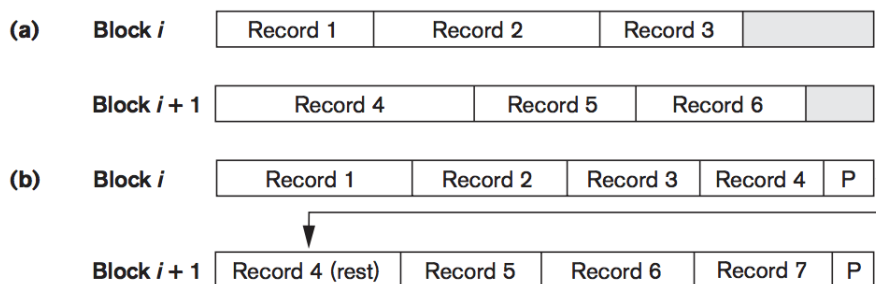 (a) Block i Record 1 Record 2 Record 3
Block i + 1 Record 4 Record 5 Record 6
(b) Block i Record 1 Record 2 Record 3 Record 4 P
Block i + 1 Record 4 (rest) Record 5 Record 6 Record 7 P